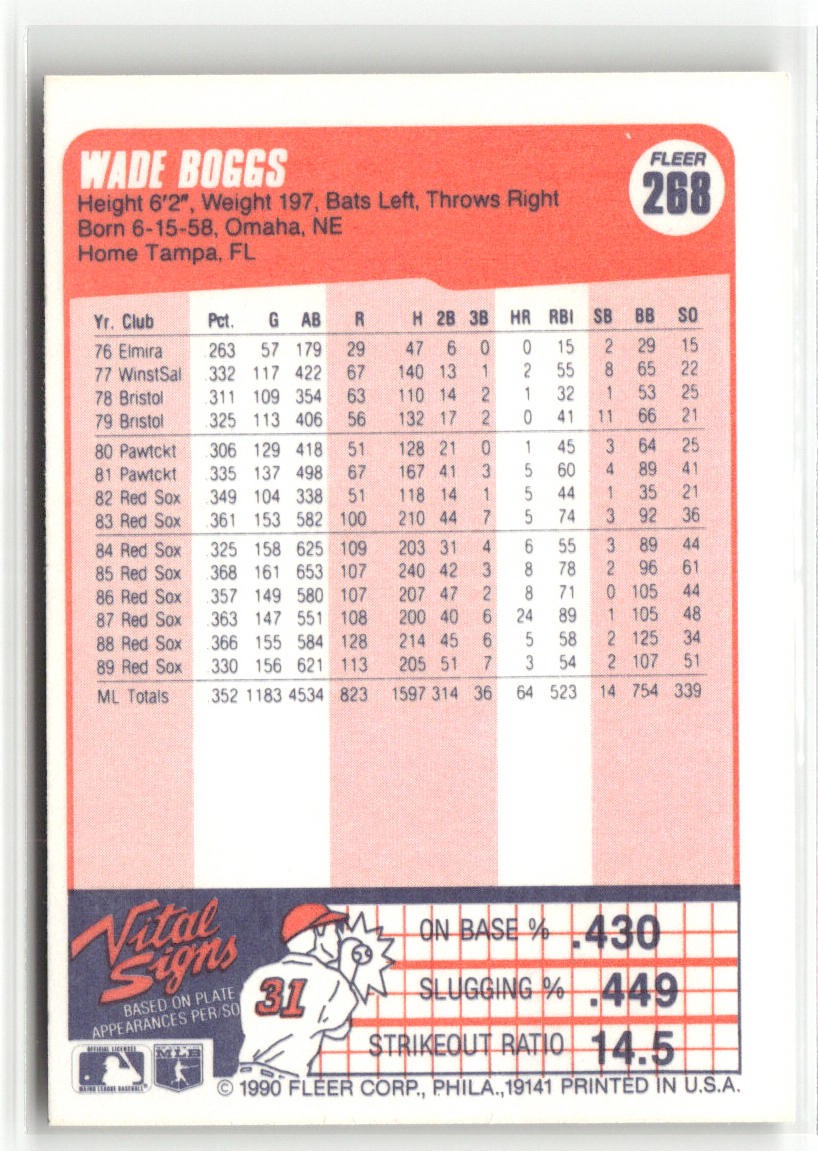 WADE BOGGS
FLEER
268
Height 6'2", Weight 197, Bats Left, Throws Right
Born 6-15-58, Omaha, NE
Home Tampa, FL
Yr. Club Pct. G AB R H 2B 3B HR RBI SB BB SO
76 Elmira .263 57 179 29 47 6 0 0 15 2 29 15
77 WinstSal .332 117 422 67 140 13 1 2 55 8 65 22
78 Bristol .311 109 354 63 110 14 2 1 32 1 53 25
79 Bristol .325 113 406 56 132 17 2 0 41 11 66 21
80 Pawtckt .306 129 418 51 128 21 0 1 45 3 64 25
81 Pawtckt .335 137 498 67 167 41 3 5 60 4 89 41
82 Red Sox .349 104 338 51 118 14 1 5 44 1 35 21
83 Red Sox .361 153 582 100 210 44 7 5 74 3 92 36
84 Red Sox .325 158 625 109 203 31 4 6 55 3 89 44
85 Red Sox .368 161 653 107 240 42 3 8 78 2 96 61
86 Red Sox .357 149 580 107 207 47 2 8 71 0 105 44
87 Red Sox .363 147 551 108 200 40 6 24 89 1 105 48
88 Red Sox .366 155 584 128 214 45 6 5 58 2 125 34
89 Red Sox .330 156 621 113 205 51 7 3 54 2 107 51
ML Totals .352 1183 4534 823 1597 314 36 64 523 14 754 339
Vital
Signs
BASED ON PLATE
APPEARANCES PER/SO
31
ON BASE % .430
SLUGGING % .449
STRIKEOUT RATIO 14.5
OFFICIAL LICENSEE
MAJOR LEAGUE BASEBALL
MLB
© 1990 FLEER CORP., PHILA.,19141 PRINTED IN U.S.A.